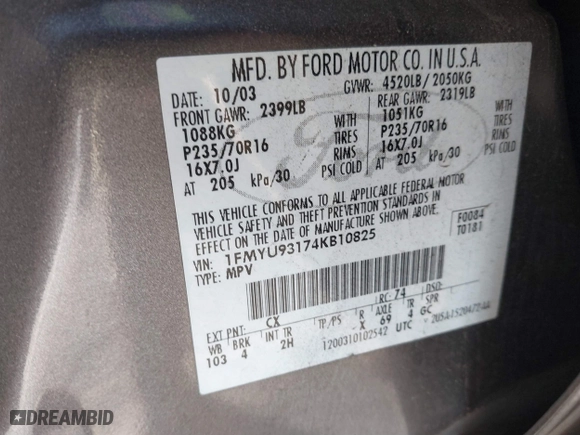 MFD. BY FORD MOTOR CO. IN U.S.A.
DATE: 10/03 GVWR: 4520LB/ 2050KG
FRONT GAWR: 2399LB REAR GAWR: 2319LB
1088KG WITH 1051KG WITH
P235/70R16 TIRES P235/70R16 TIRES
16X7.0J RIMS 16X7.0J RIMS
AT 205 kPa/30 PSI COLD AT 205 kPa/30 PSI COLD
Ford
THIS VEHICLE CONFORMS TO ALL APPLICABLE FEDERAL MOTOR
VEHICLE SAFETY AND THEFT PREVENTION STANDARDS IN
EFFECT ON THE DATE OF MANUFACTURE SHOWN ABOVE.
VIN: 1FMYU93174KB10825 F0084
TYPE: MPV T0181
EXT PNT: CX RC: 74 DSO:
WB BRK INT TR TP/PS R AXLE TR SPR
103 4 2H X 69 4 GC
1200310102542 UTC
DREAMBID